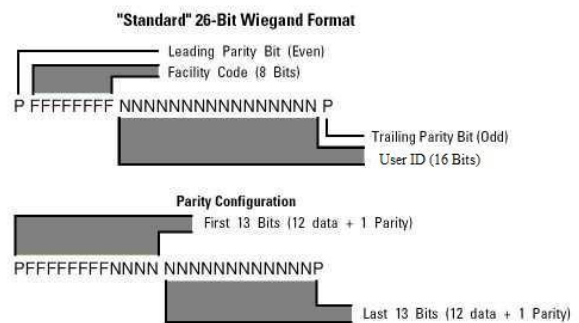 "Standard" 26-Bit Wiegand Format
Leading Parity Bit (Even)
Facility Code (8 Bits)
P FFFFFFFF NNNNNNNNNNNNNNNN P
Trailing Parity Bit (Odd)
User ID (16 Bits)
Parity Configuration
First 13 Bits (12 data + 1 Parity)
PFFFFFFFFNNNN NNNNNNNNNNNNP
Last 13 Bits (12 data + 1 Parity)